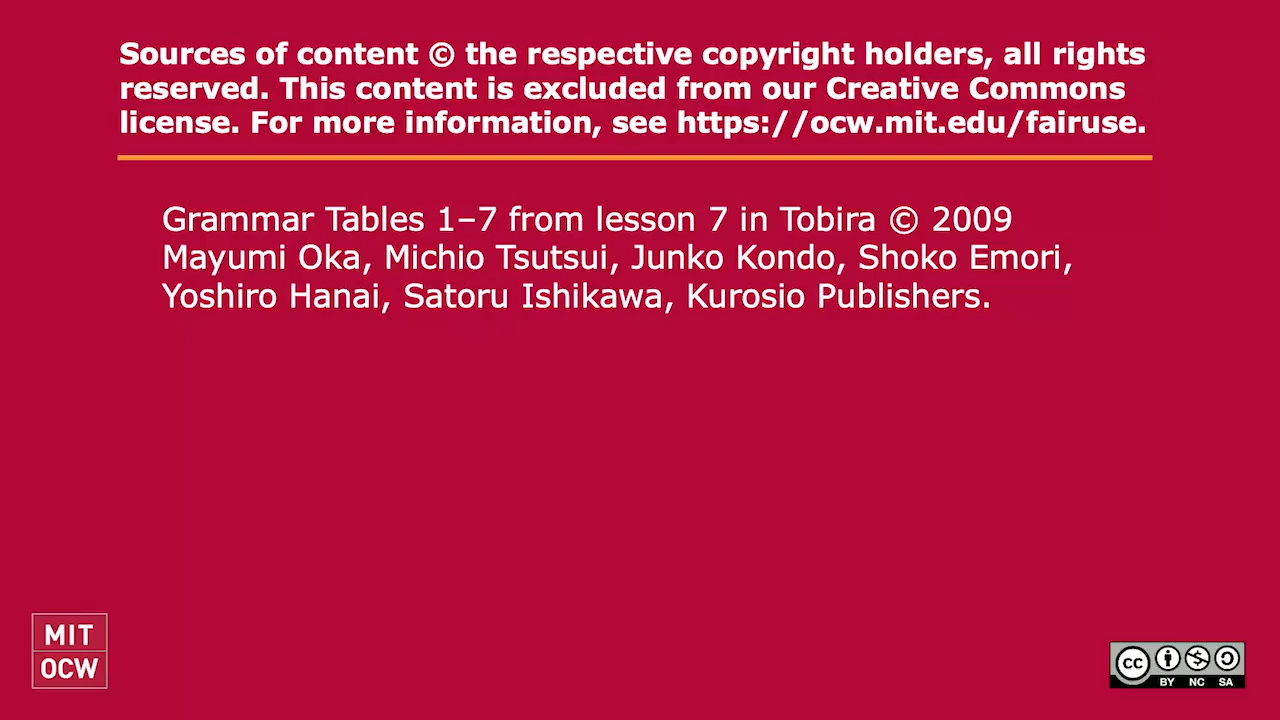 Sources of content © the respective copyright holders, all rights
reserved. This content is excluded from our Creative Commons
license. For more information, see https://ocw.mit.edu/fairuse.
Grammar Tables 1–7 from lesson 7 in Tobira © 2009
Mayumi Oka, Michio Tsutsui, Junko Kondo, Shoko Emori,
Yoshiro Hanai, Satoru Ishikawa, Kurosio Publishers.
MIT
OCW
cc
BY NC SA